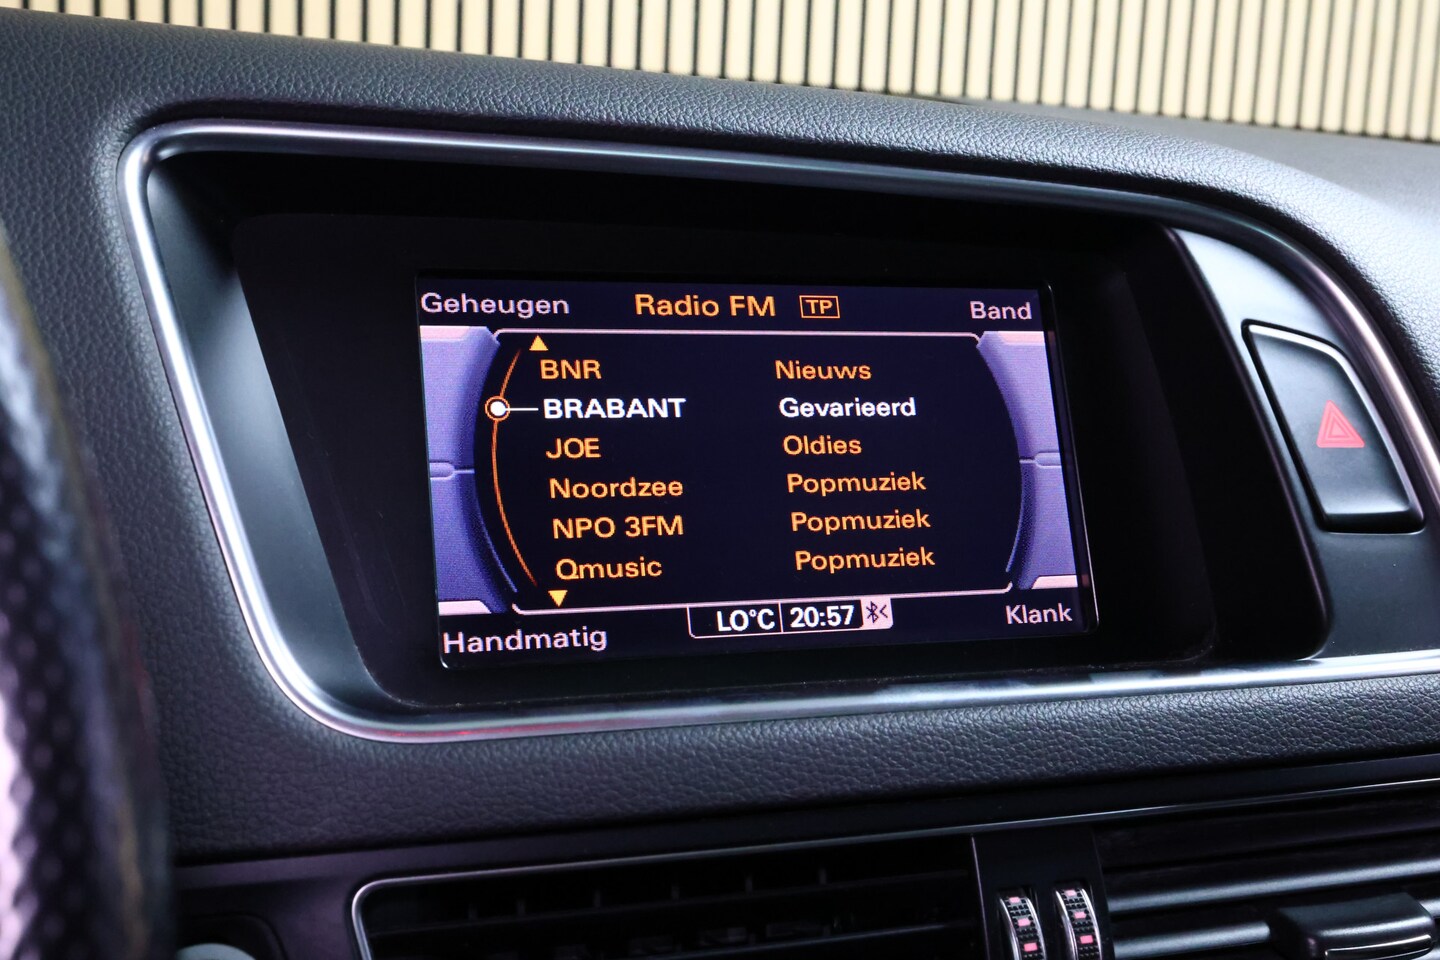 Geheugen Radio FM TP Band
BNR Nieuws
BRABANT Gevarieerd
JOE Oldies
Noordzee Popmuziek
NPO 3FM Popmuziek
Qmusic Popmuziek
Handmatig LO°C 20:57 Klank